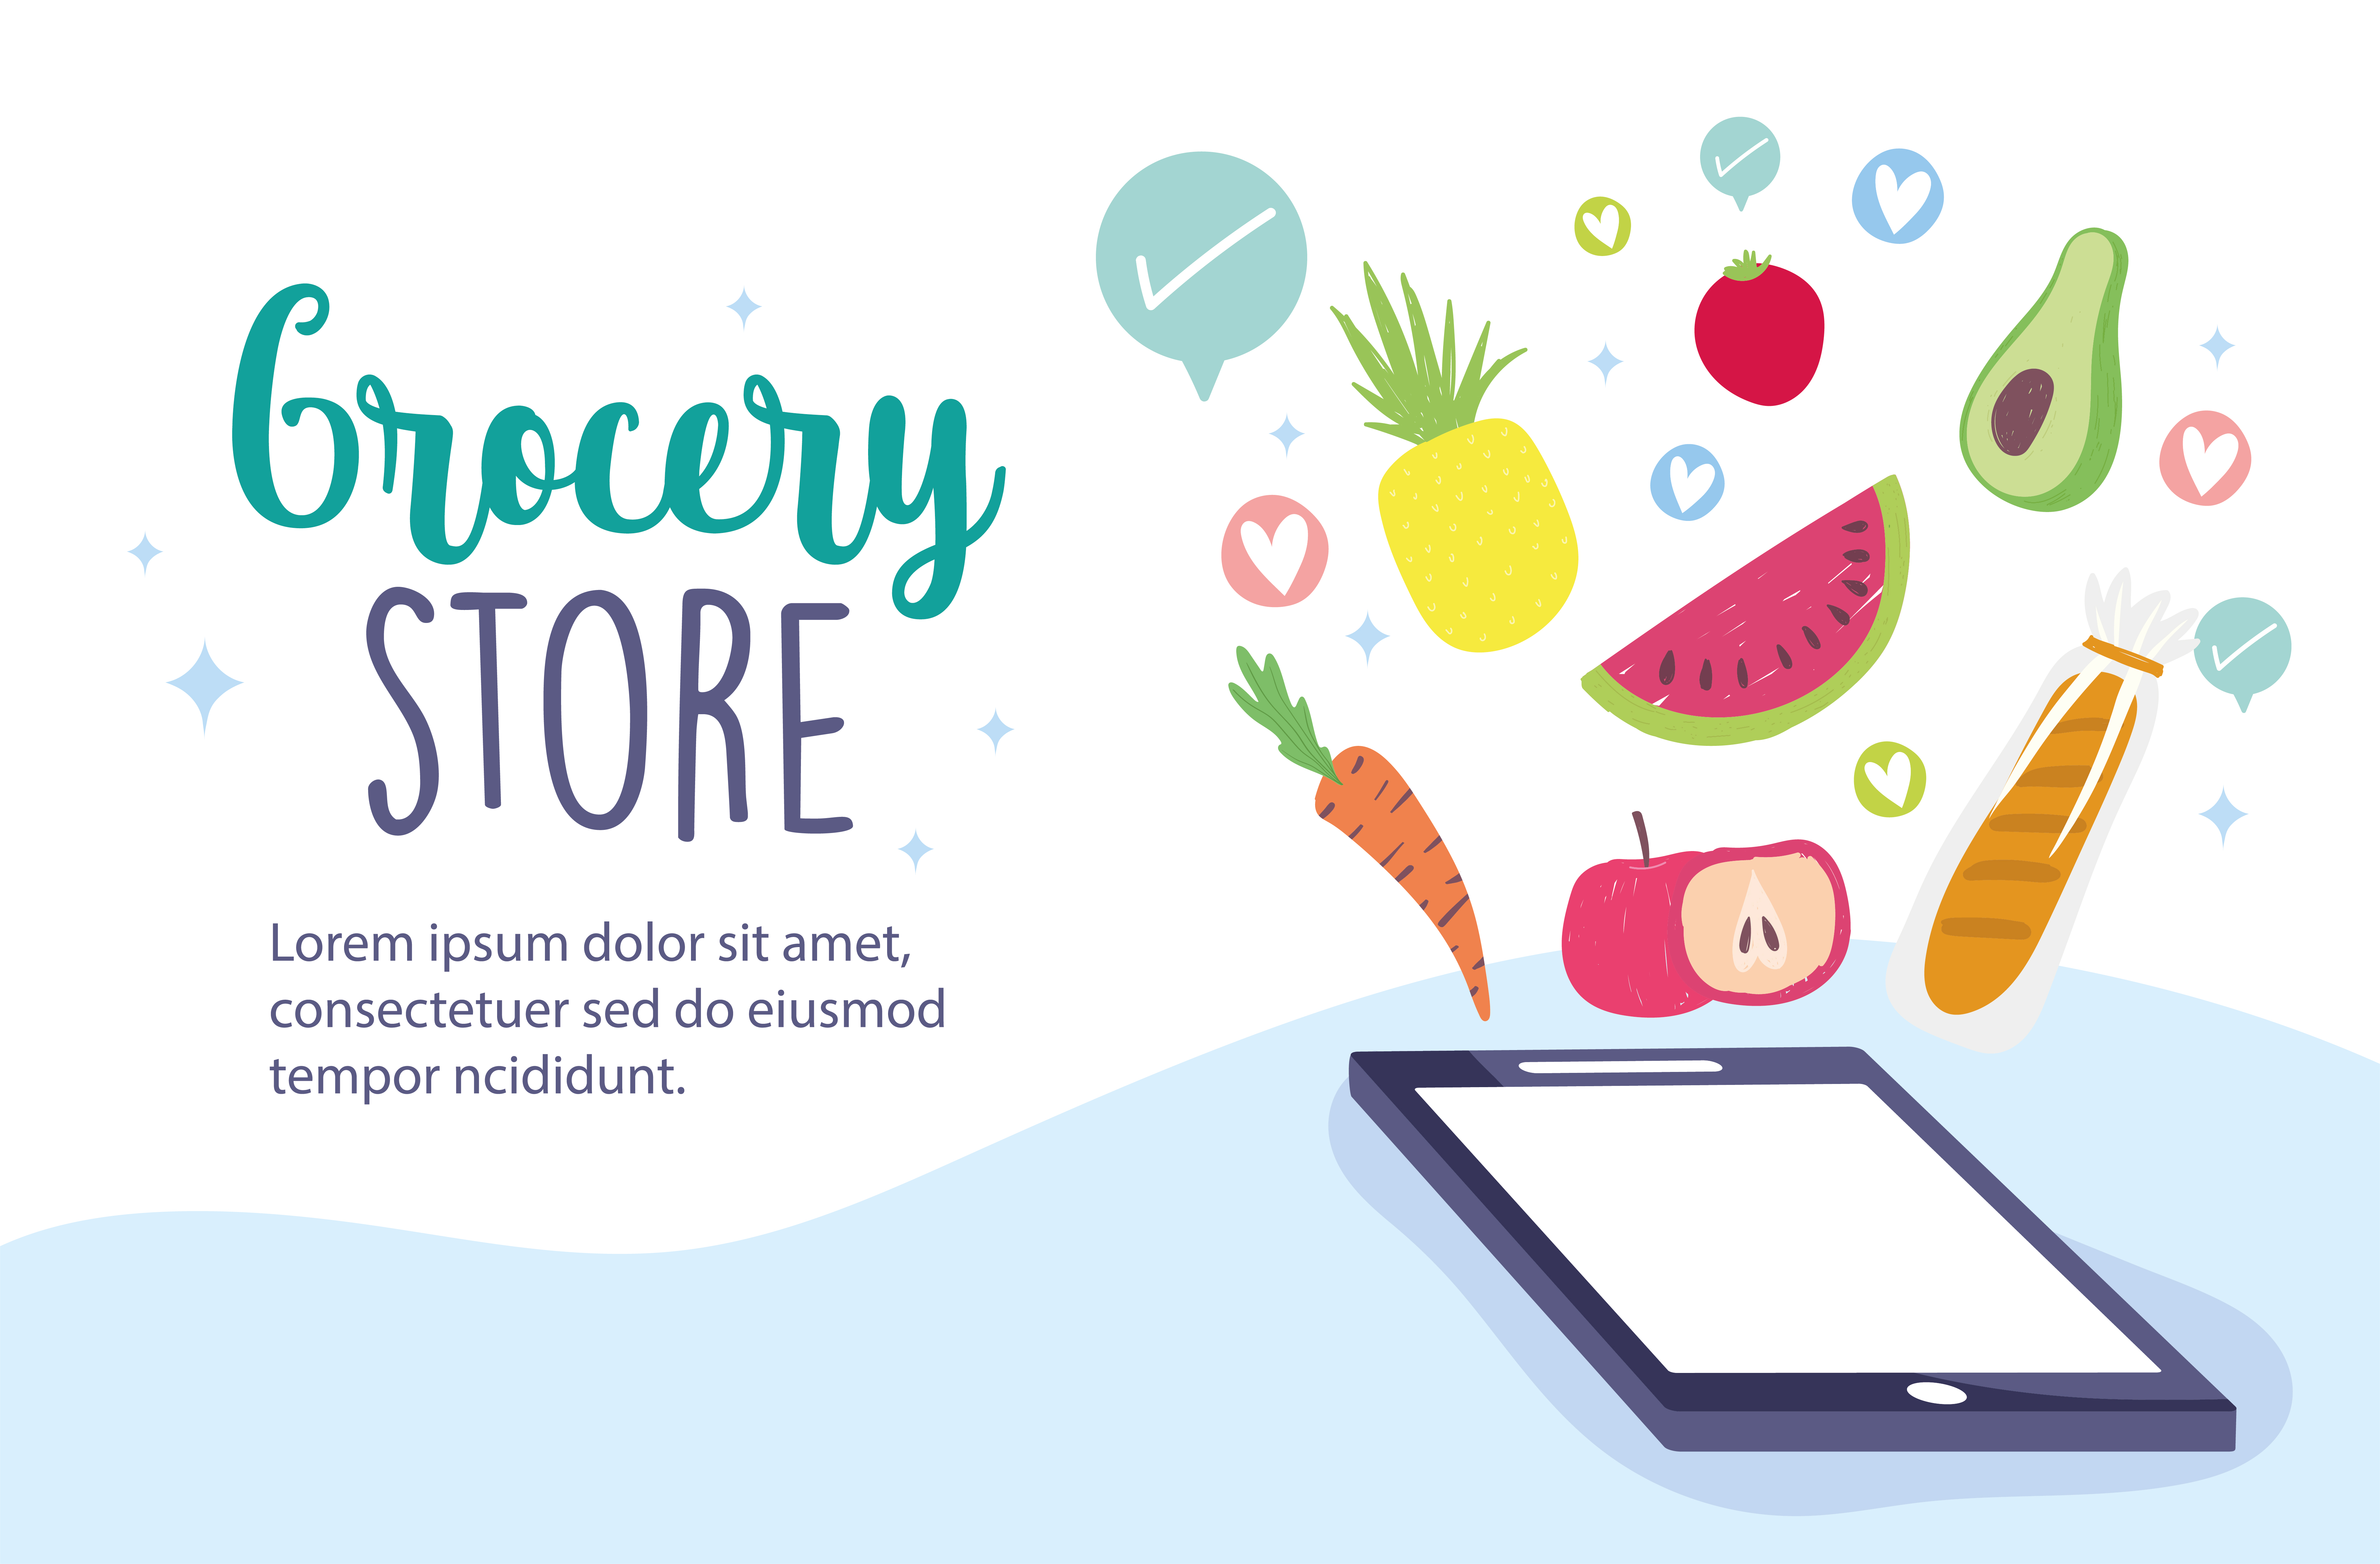 Grocery
STORE
Lorem ipsum dolor sit amet,
consectetuer sed do eiusmod
tempor ncididunt.